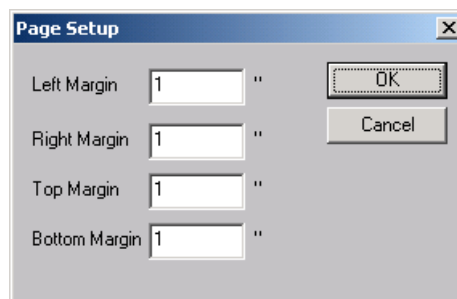 Page Setup
Left Margin 1 " OK
Right Margin 1 " Cancel
Top Margin 1 "
Bottom Margin 1 "